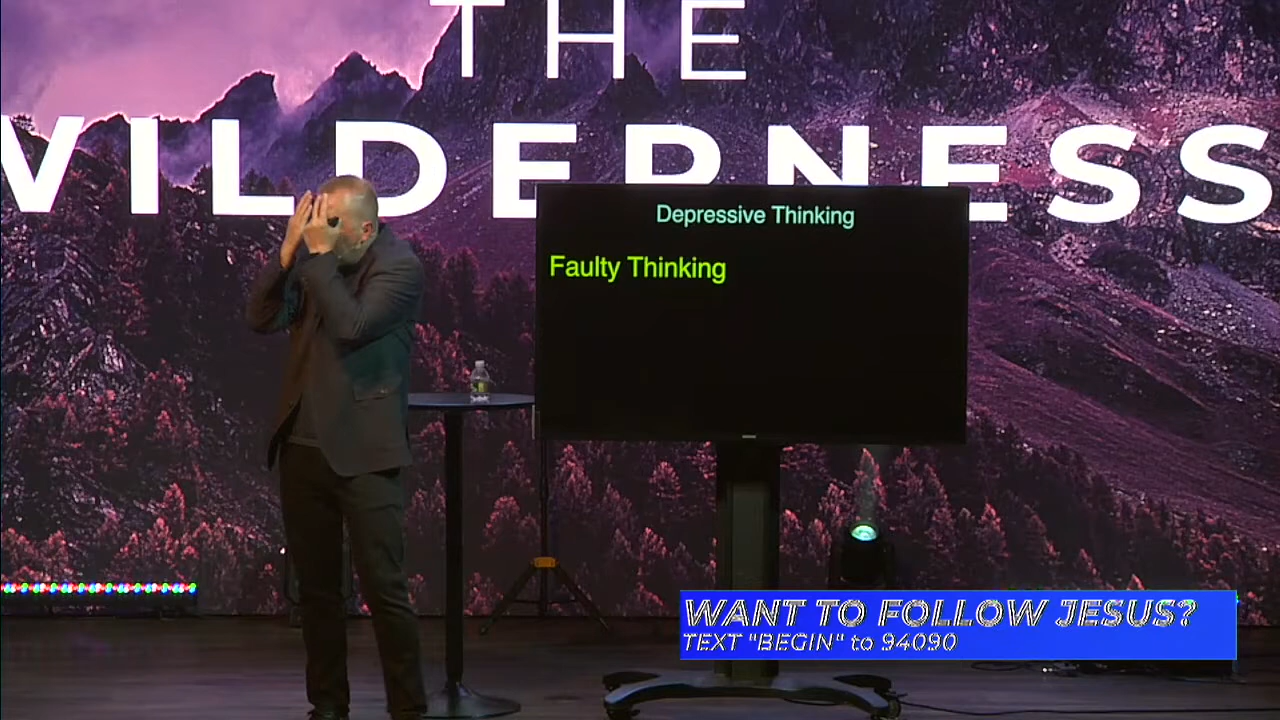 THE
WILDERNESS
Depressive Thinking
Faulty Thinking
WANT TO FOLLOW JESUS?
TEXT "BEGIN" to 94090